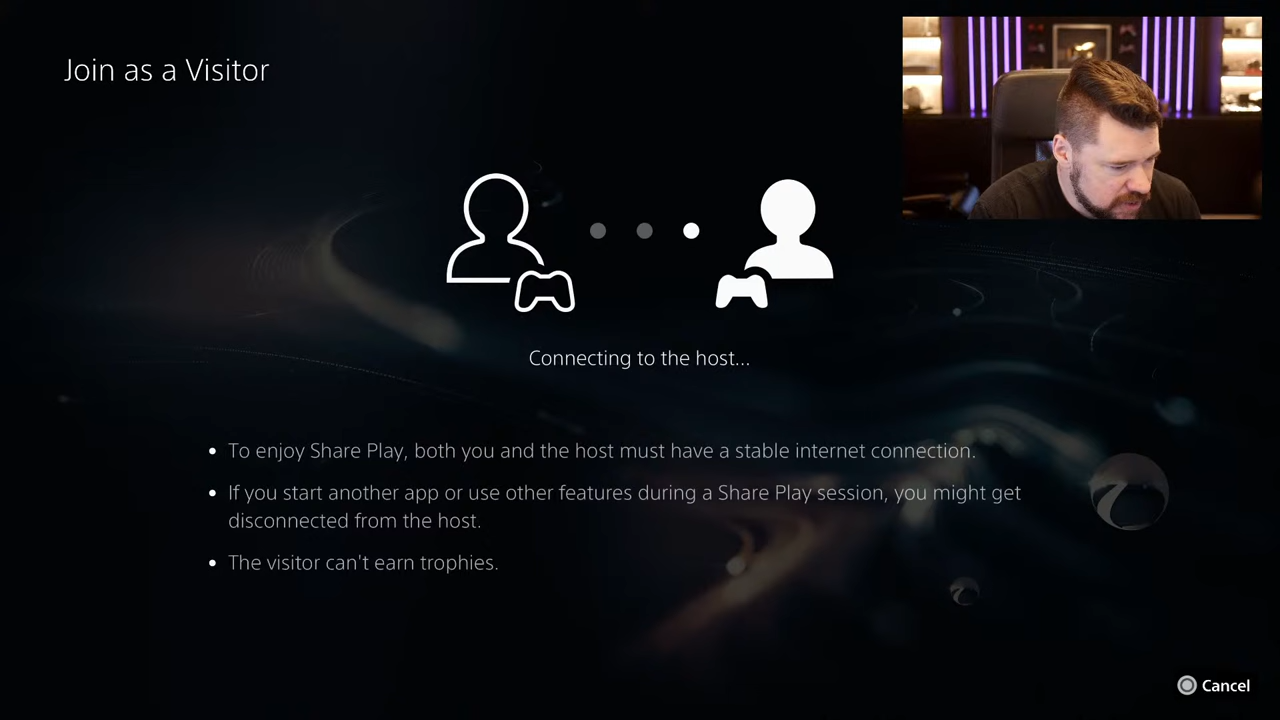 Join as a Visitor
Connecting to the host...
To enjoy Share Play, both you and the host must have a stable internet connection.
If you start another app or use other features during a Share Play session, you might get
disconnected from the host.
The visitor can't earn trophies.
Cancel